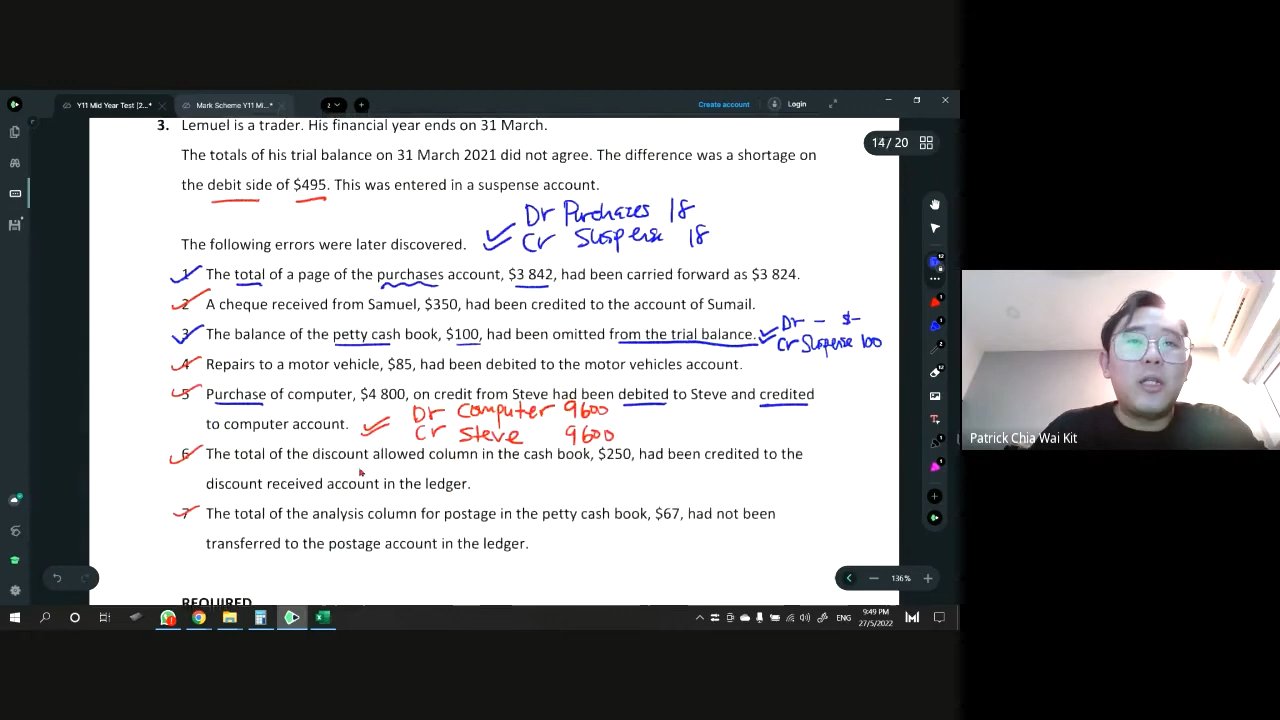 Y11 Mid Year Test [2...*
Mark Scheme Y11 Mi...*
2
Create account
Login
3. Lemuel is a trader. His financial year ends on 31 March.
14 / 20
The totals of his trial balance on 31 March 2021 did not agree. The difference was a shortage on
the debit side of $495. This was entered in a suspense account.
Dr Purchases 18
Cr Suspense 18
The following errors were later discovered.
1 The total of a page of the purchases account, $3 842, had been carried forward as $3 824.
2 A cheque received from Samuel, $350, had been credited to the account of Sumail.
3 The balance of the petty cash book, $100, had been omitted from the trial balance.
Dr – $–
Cr Suspense 100
4 Repairs to a motor vehicle, $85, had been debited to the motor vehicles account.
5 Purchase of computer, $4 800, on credit from Steve had been debited to Steve and credited
to computer account.
Dr Computer 9600
Cr Steve 9600
6 The total of the discount allowed column in the cash book, $250, had been credited to the
discount received account in the ledger.
7 The total of the analysis column for postage in the petty cash book, $67, had not been
transferred to the postage account in the ledger.
REQUIRED
136%
Patrick Chia Wai Kit
ENG
9:49 PM
27/5/2022